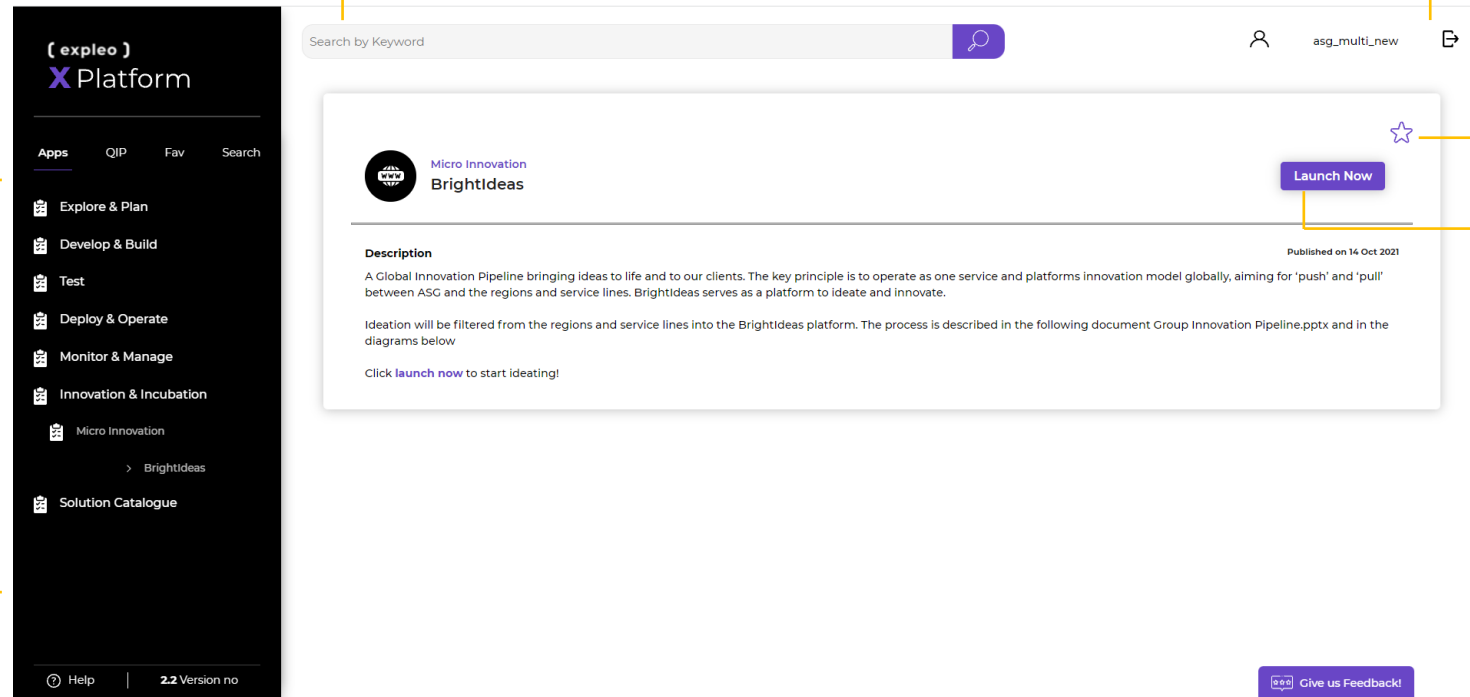 ( expleo )
X Platform
Apps QIP Fav Search
Explore & Plan
Develop & Build
Test
Deploy & Operate
Monitor & Manage
Innovation & Incubation
Micro Innovation
> BrightIdeas
Solution Catalogue
Help 2.2 Version no
Search by Keyword
asg_multi_new
WWW
Micro Innovation
BrightIdeas
Launch Now
Description
Published on 14 Oct 2021
A Global Innovation Pipeline bringing ideas to life and to our clients. The key principle is to operate as one service and platforms innovation model globally, aiming for ‘push’ and ‘pull’
between ASG and the regions and service lines. BrightIdeas serves as a platform to ideate and innovate.
Ideation will be filtered from the regions and service lines into the BrightIdeas platform. The process is described in the following document Group Innovation Pipeline.pptx and in the
diagrams below
Click launch now to start ideating!
Give us Feedback!